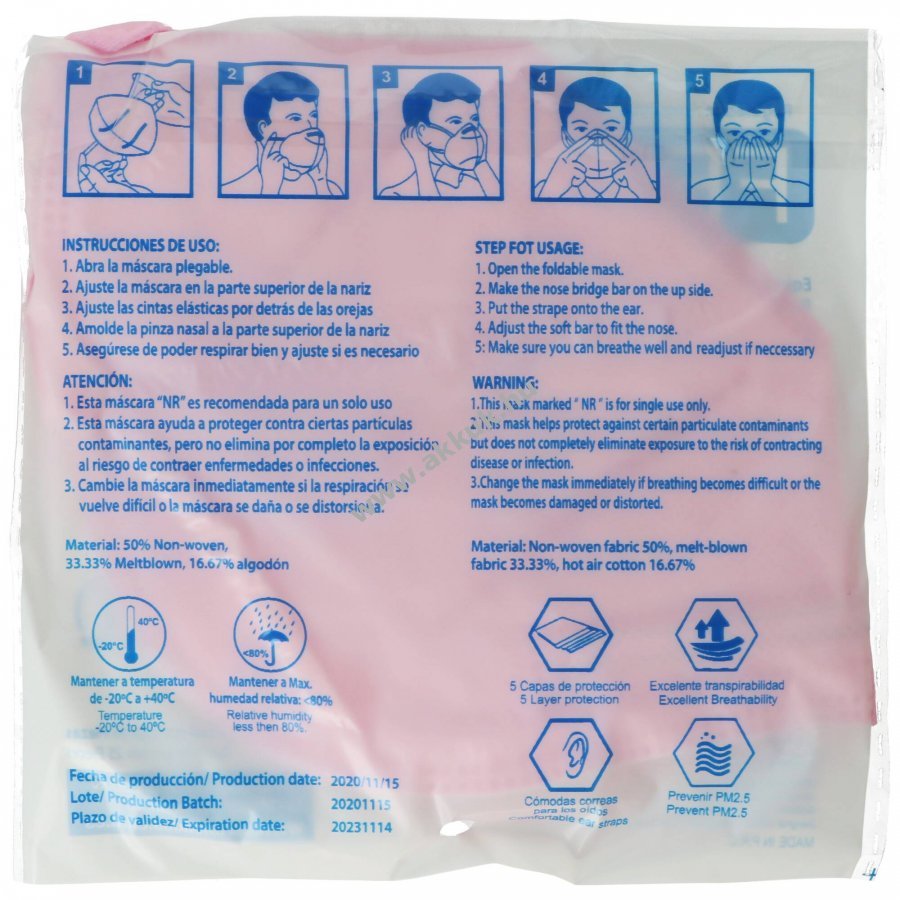 1
2
3
4
5
INSTRUCCIONES DE USO:
1. Abra la máscara plegable.
2. Ajuste la máscara en la parte superior de la nariz
3. Ajuste las cintas elásticas por detrás de las orejas
4. Amolde la pinza nasal a la parte superior de la nariz
5. Asegúrese de poder respirar bien y ajuste si es necesario
ATENCIÓN:
1. Esta máscara "NR" es recomendada para un solo uso
2. Esta máscara ayuda a proteger contra ciertas partículas
contaminantes, pero no elimina por completo la exposición
al riesgo de contraer enfermedades o infecciones.
3. Cambie la máscara inmediatamente si la respiración se
vuelve difícil o la máscara se daña o se distorsiona.
Material: 50% Non-woven,
33.33% Meltblown, 16.67% algodón
STEP FOT USAGE:
1. Open the foldable mask.
2. Make the nose bridge bar on the up side.
3. Put the strape onto the ear.
4. Adjust the soft bar to fit the nose.
5: Make sure you can breathe well and readjust if neccessary
WARNING:
1.This mask marked " NR " is for single use only.
2.This mask helps protect against certain particulate contaminants
but does not completely eliminate exposure to the risk of contracting
disease or infection.
3.Change the mask immediately if breathing becomes difficult or the
mask becomes damaged or distorted.
Material: Non-woven fabric 50%, melt-blown
fabric 33.33%, hot air cotton 16.67%
www.akkuk.hu
40ºC
-20ºC
<80%
Mantener a temperatura
de -20ºC a +40ºC
Temperature
-20ºC to 40ºC
Mantener a Max.
humedad relativa: <80%
Relative humidity
less then 80%.
5 Capas de protección
5 Layer protection
Excelente transpirabilidad
Excellent Breathability
Cómodas correas
para los oídos
Comfortable ear straps
Prevenir PM2.5
Prevent PM2.5
Fecha de producción/ Production date: 2020/11/15
Lote/ Production Batch: 20201115
Plazo de validez/ Expiration date: 20231114
MADE IN P.R.C